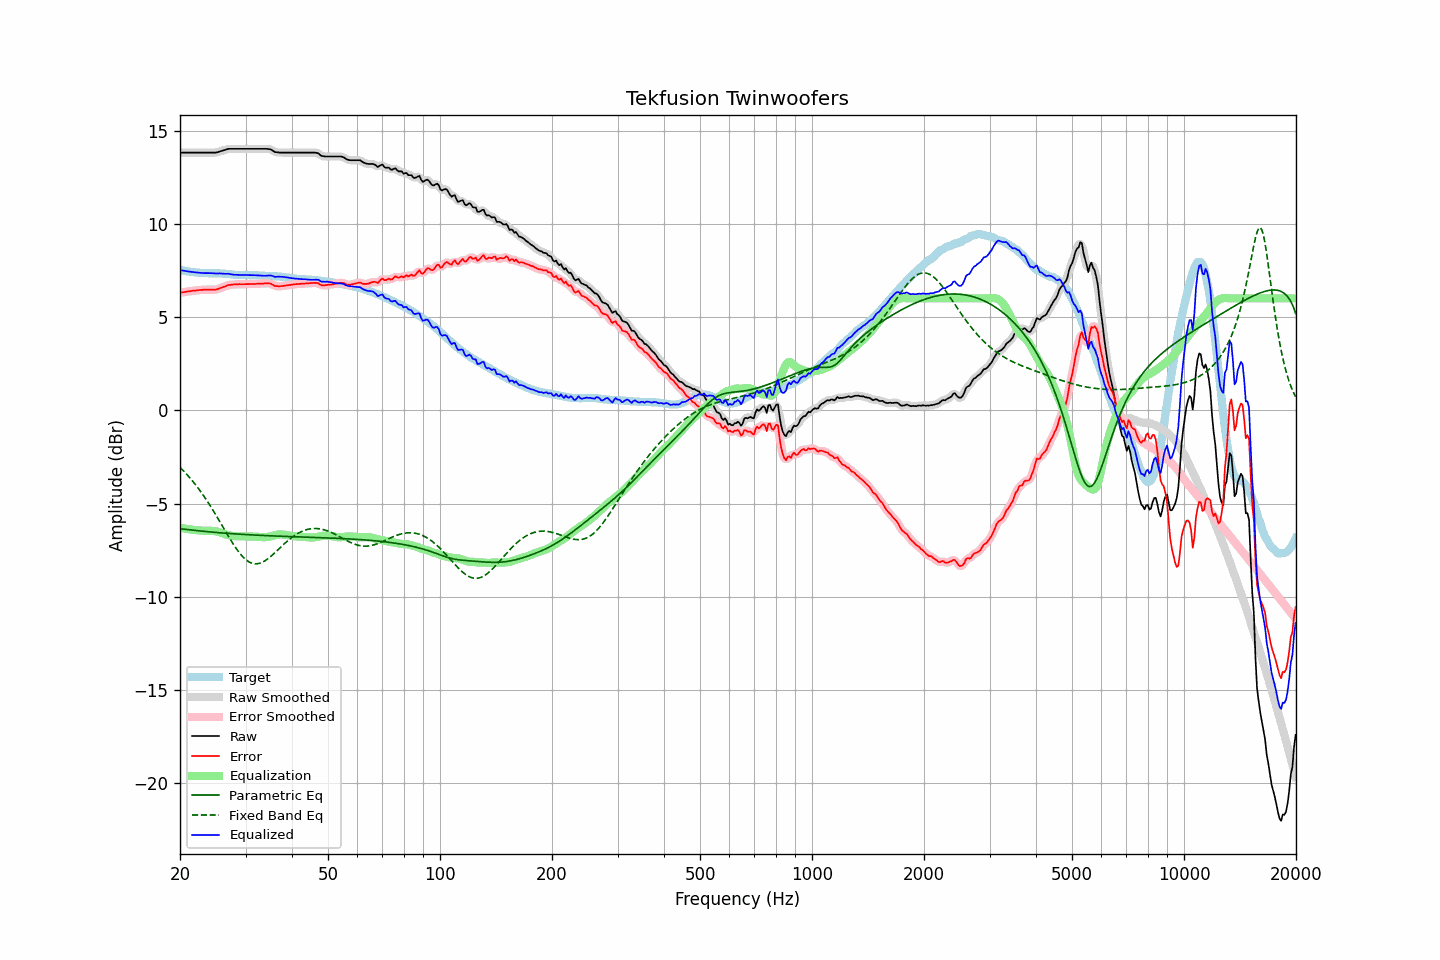 Tekfusion Twinwoofers
15
10
5
0
−5
−10
−15
−20
Amplitude (dBr)
Target
Raw Smoothed
Error Smoothed
Raw
Error
Equalization
Parametric Eq
Fixed Band Eq
Equalized
20 50 100 200 500 1000 2000 5000 10000 20000
Frequency (Hz)